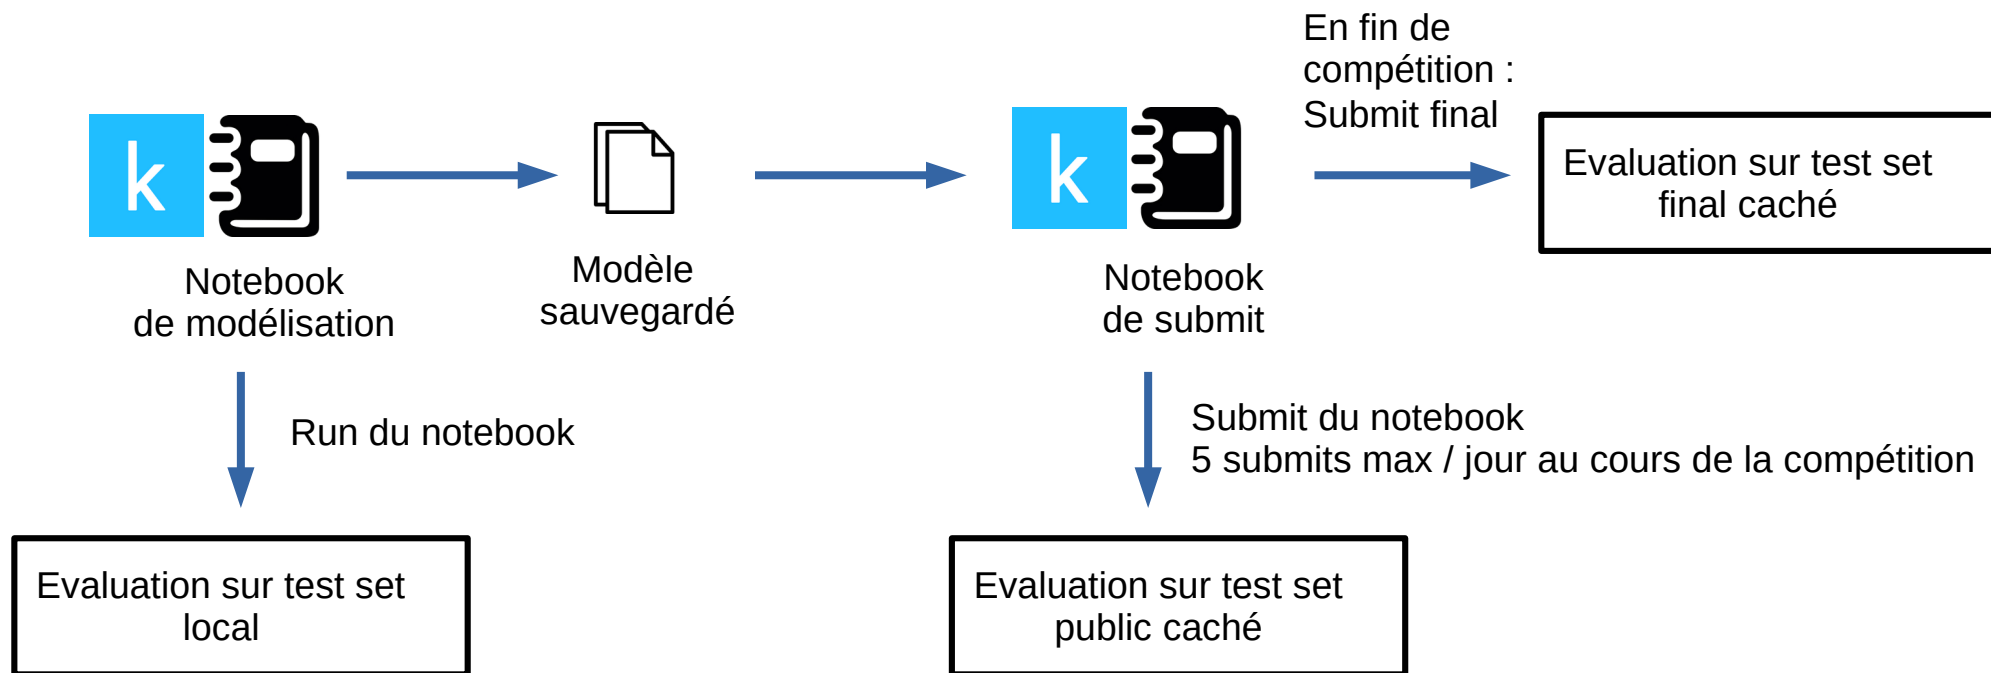 En fin de
compétition :
Submit final
k
k
Evaluation sur test set
final caché
Notebook
de modélisation
Modèle
sauvegardé
Notebook
de submit
Run du notebook
Submit du notebook
5 submits max / jour au cours de la compétition
Evaluation sur test set
local
Evaluation sur test set
public caché